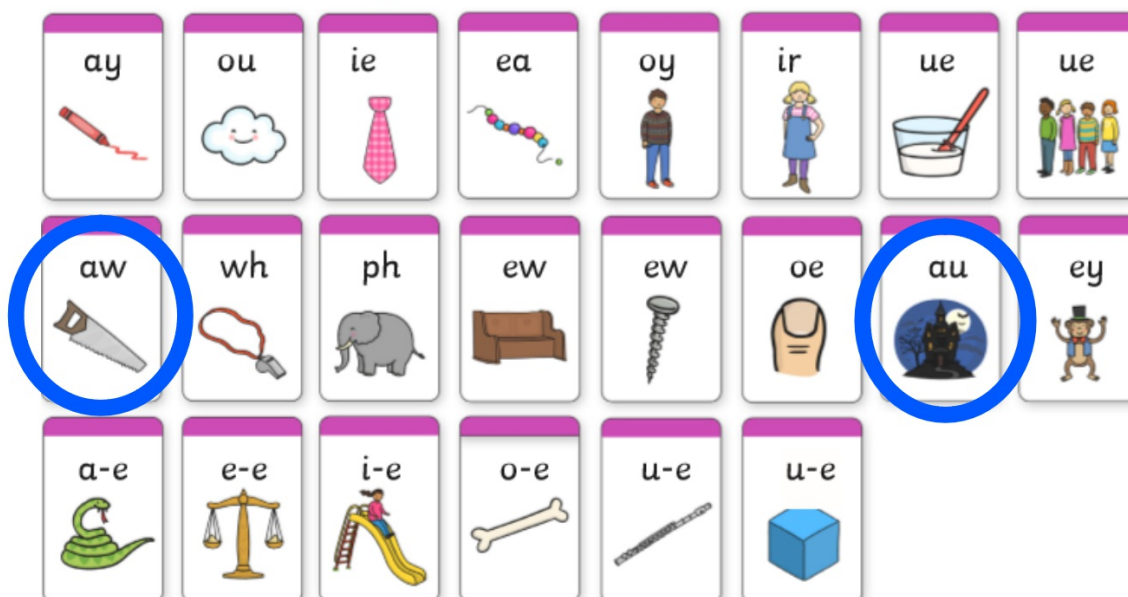 ay ou ie ea oy ir ue ue
aw wh ph ew ew oe au ey
a-e e-e i-e o-e u-e u-e